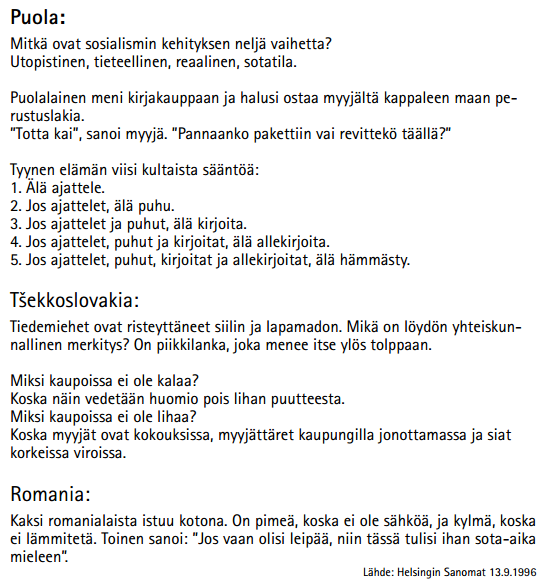 Puola:
Mitkä ovat sosialismin kehityksen neljä vaihetta?
Utopistinen, tieteellinen, reaalinen, sotatila.
Puolalainen meni kirjakauppaan ja halusi ostaa myyjältä kappaleen maan pe-
rustuslakia.
”Totta kai”, sanoi myyjä. ”Pannaanko pakettiin vai revittekö täällä?”
Tyynen elämän viisi kultaista sääntöä:
1. Älä ajattele.
2. Jos ajattelet, älä puhu.
3. Jos ajattelet ja puhut, älä kirjoita.
4. Jos ajattelet, puhut ja kirjoitat, älä allekirjoita.
5. Jos ajattelet, puhut, kirjoitat ja allekirjoitat, älä hämmästy.
Tšekkoslovakia:
Tiedemiehet ovat risteyttäneet siilin ja lapamadon. Mikä on löydön yhteiskun-
nallinen merkitys? On piikkilanka, joka menee itse ylös tolppaan.
Miksi kaupoissa ei ole kalaa?
Koska näin vedetään huomio pois lihan puutteesta.
Miksi kaupoissa ei ole lihaa?
Koska myyjät ovat kokouksissa, myyjättäret kaupungilla jonottamassa ja siat
korkeissa viroissa.
Romania:
Kaksi romanialaista istuu kotona. On pimeä, koska ei ole sähköä, ja kylmä, koska
ei lämmitetä. Toinen sanoi: ”Jos vaan olisi leipää, niin tässä tulisi ihan sota-aika
mieleen”.
Lähde: Helsingin Sanomat 13.9.1996